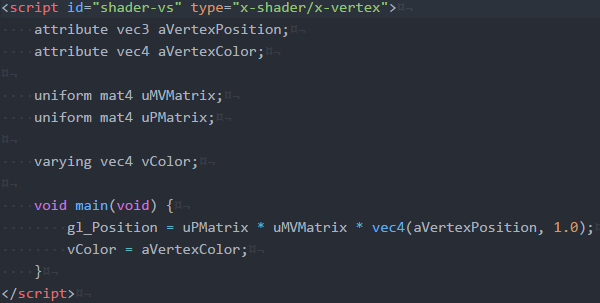 <script id="shader-vs" type="x-shader/x-vertex">
    attribute vec3 aVertexPosition;
    attribute vec4 aVertexColor;

    uniform mat4 uMVMatrix;
    uniform mat4 uPMatrix;

    varying vec4 vColor;

    void main(void) {
        gl_Position = uPMatrix * uMVMatrix * vec4(aVertexPosition, 1.0);
        vColor = aVertexColor;
    }
</script>